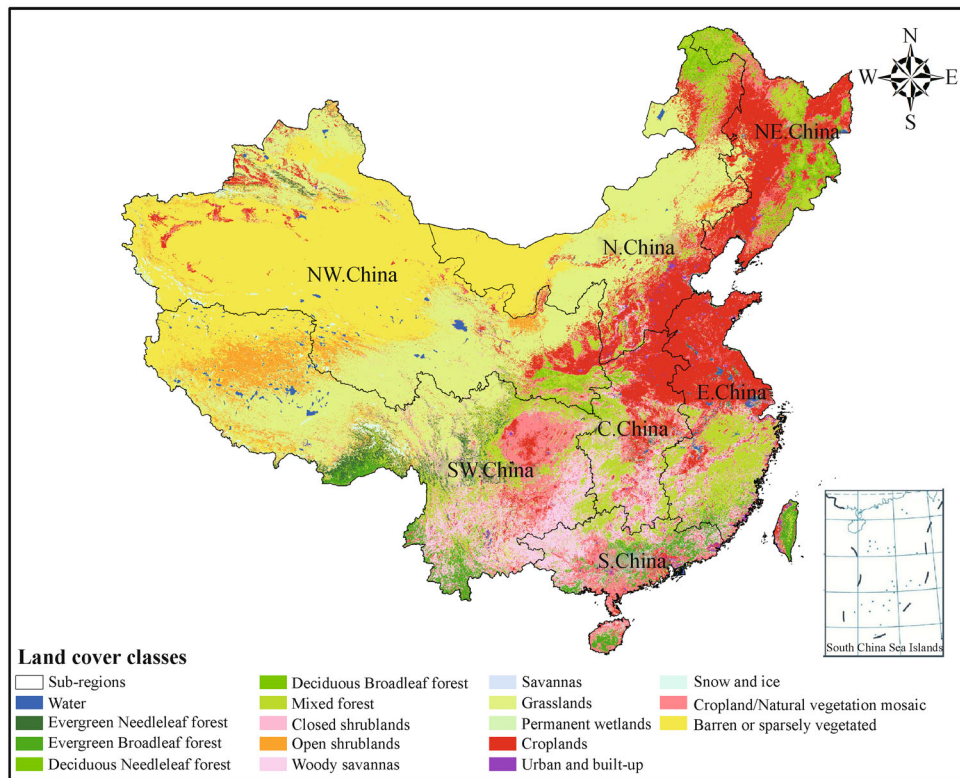 N
W E
S
NE.China
N.China
NW.China
E.China
C.China
SW.China
S.China
South China Sea Islands
Land cover classes
Sub-regions
Water
Evergreen Needleleaf forest
Evergreen Broadleaf forest
Deciduous Needleleaf forest
Deciduous Broadleaf forest
Mixed forest
Closed shrublands
Open shrublands
Woody savannas
Savannas
Grasslands
Permanent wetlands
Croplands
Urban and built-up
Snow and ice
Cropland/Natural vegetation mosaic
Barren or sparsely vegetated